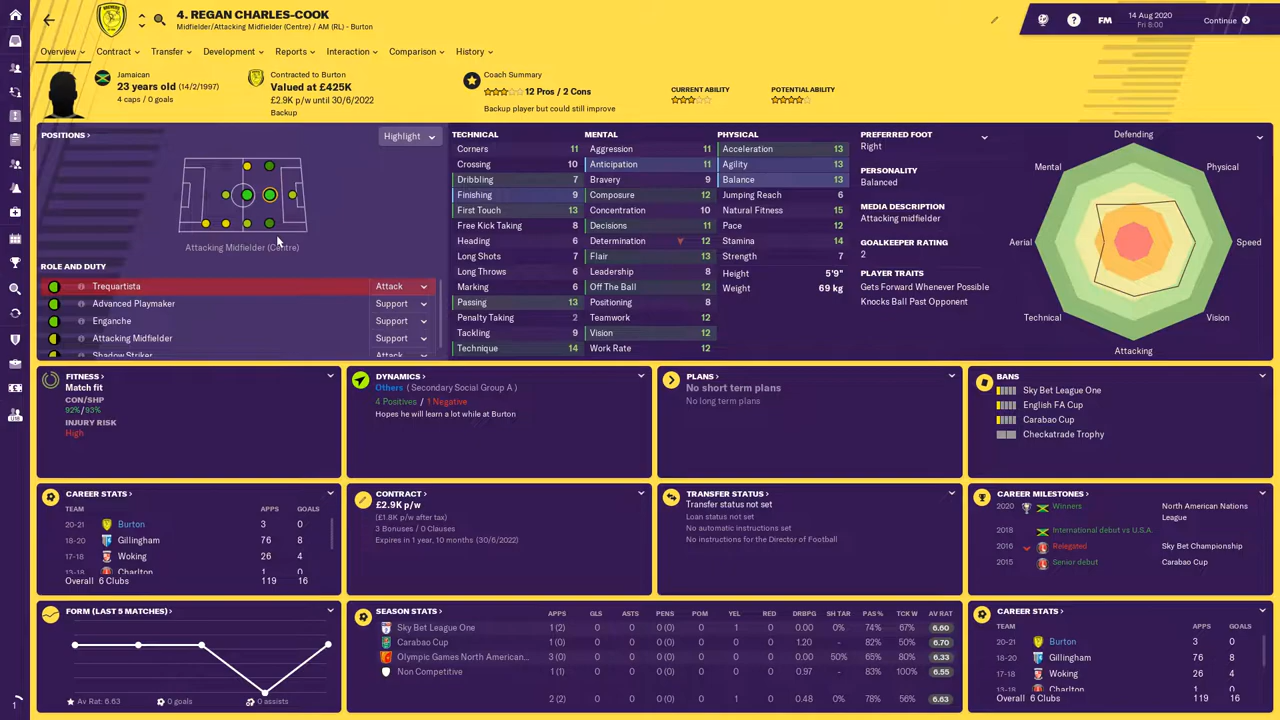 4. REGAN CHARLES-COOK
Midfielder/Attacking Midfielder (Centre) / AM (RL) - Burton
FM
14 Aug 2020
Fri 8:00
Continue
Overview
Contract
Transfer
Development
Reports
Interaction
Comparison
History
Jamaican
23 years old (14/2/1997)
4 caps / 0 goals
Contracted to Burton
Valued at £425K
£2.9K p/w until 30/6/2022
Backup
Coach Summary
12 Pros / 2 Cons
Backup player but could still improve
CURRENT ABILITY
POTENTIAL ABILITY
POSITIONS >
Highlight
Attacking Midfielder (Centre)
ROLE AND DUTY
Trequartista Attack
Advanced Playmaker Support
Enganche Support
Attacking Midfielder Support
Shadow Striker Attack
TECHNICAL
Corners 11
Crossing 10
Dribbling 7
Finishing 9
First Touch 13
Free Kick Taking 8
Heading 6
Long Shots 7
Long Throws 6
Marking 6
Passing 13
Penalty Taking 2
Tackling 9
Technique 14
MENTAL
Aggression 11
Anticipation 11
Bravery 9
Composure 12
Concentration 10
Decisions 11
Determination 12
Flair 13
Leadership 8
Off The Ball 12
Positioning 8
Teamwork 12
Vision 12
Work Rate 12
PHYSICAL
Acceleration 13
Agility 13
Balance 13
Jumping Reach 6
Natural Fitness 15
Pace 12
Stamina 14
Strength 7
Height 5'9"
Weight 69 kg
PREFERRED FOOT
Right
PERSONALITY
Balanced
MEDIA DESCRIPTION
Attacking midfielder
GOALKEEPER RATING
2
PLAYER TRAITS
Gets Forward Whenever Possible
Knocks Ball Past Opponent
Defending
Physical
Speed
Vision
Attacking
Technical
Aerial
Mental
FITNESS >
Match fit
CON/SHP
92%/93%
INJURY RISK
High
DYNAMICS >
Others ( Secondary Social Group A )
4 Positives / 1 Negative
Hopes he will learn a lot while at Burton
PLANS >
No short term plans
No long term plans
BANS
Sky Bet League One
English FA Cup
Carabao Cup
Checkatrade Trophy
CAREER STATS >
TEAM APPS GOALS
20-21 Burton 3 0
18-20 Gillingham 76 8
17-18 Woking 26 4
13-18 Charlton 1 0
Overall 6 Clubs 119 16
CONTRACT >
£2.9K p/w
(£1.8K p/w after tax)
3 Bonuses / 0 Clauses
Expires in 1 year, 10 months (30/6/2022)
TRANSFER STATUS >
Transfer status not set
Loan status not set
No automatic instructions set
No instructions for the Director of Football
CAREER MILESTONES >
2020 Winners North American Nations League
2018 International debut vs U.S.A.
2016 Relegated Sky Bet Championship
2015 Senior debut Carabao Cup
FORM (LAST 5 MATCHES) >
Av Rat: 6.63
0 goals
0 assists
SEASON STATS >
APPS GLS ASTS PENS POM YEL RED DRBPG SH TAR PAS% TCK W AV RAT
Sky Bet League One 1 (2) 0 0 0 (0) 0 1 0 0.00 0% 74% 67% 6.60
Carabao Cup 1 (0) 0 0 0 (0) 0 0 0 1.20 - 82% 50% 6.70
Olympic Games North American... 3 (0) 0 0 0 (0) 0 0 0 0.00 50% 65% 80% 6.33
Non Competitive 1 (1) 0 0 0 (0) 0 0 0 0.97 - 83% 100% 6.55
2 (2) 0 0 0 (0) 0 1 0 0.48 0% 78% 56% 6.63
CAREER STATS >
TEAM APPS GOALS
20-21 Burton 3 0
18-20 Gillingham 76 8
17-18 Woking 26 4
13-18 Charlton 1 0
Overall 6 Clubs 119 16
1